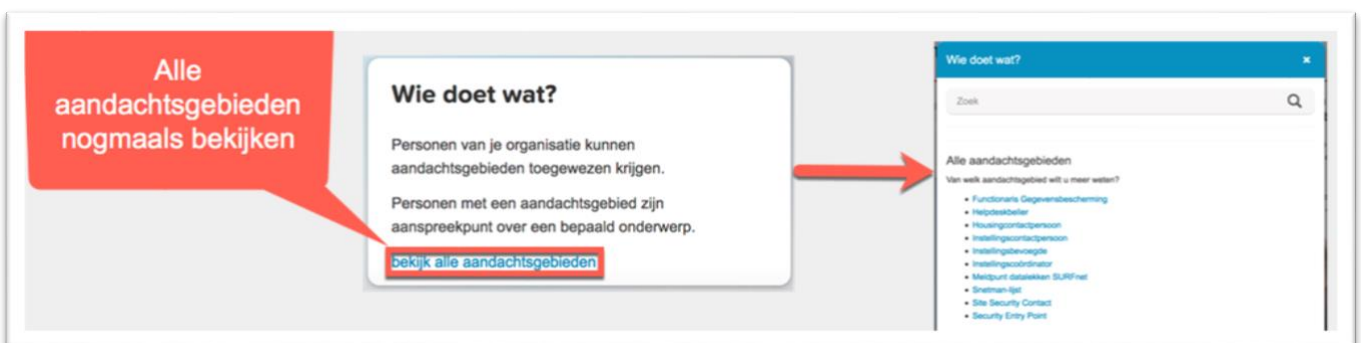 Alle
aandachtsgebieden
nogmaals bekijken
Wie doet wat?
Personen van je organisatie kunnen
aandachtsgebieden toegewezen krijgen.
Personen met een aandachtsgebied zijn
aanspreekpunt over een bepaald onderwerp.
bekijk alle aandachtsgebieden
Wie doet wat?
Zoek
Alle aandachtsgebieden
Van welk aandachtsgebied wilt u meer weten?
Functionaris Gegevensbescherming
Helpdeskbeller
Housingcontactpersoon
Instellingscontactpersoon
Instellingsbevoegde
Instellingscoördinator
Meldpunt datalekken SURFnet
Snetman-lijst
Site Security Contact
Security Entry Point